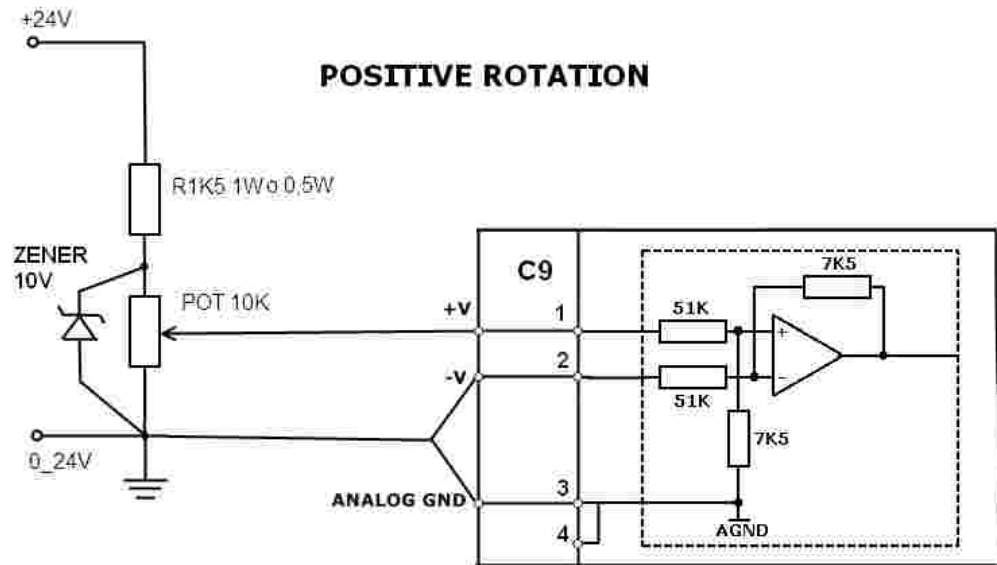 +24V
POSITIVE ROTATION
R1K5 1W o 0,5W
ZENER
10V
POT 10K
C9
+V
1
51K
7K5
+
-V
2
-
51K
7K5
0_24V
ANALOG GND
3
4
AGND